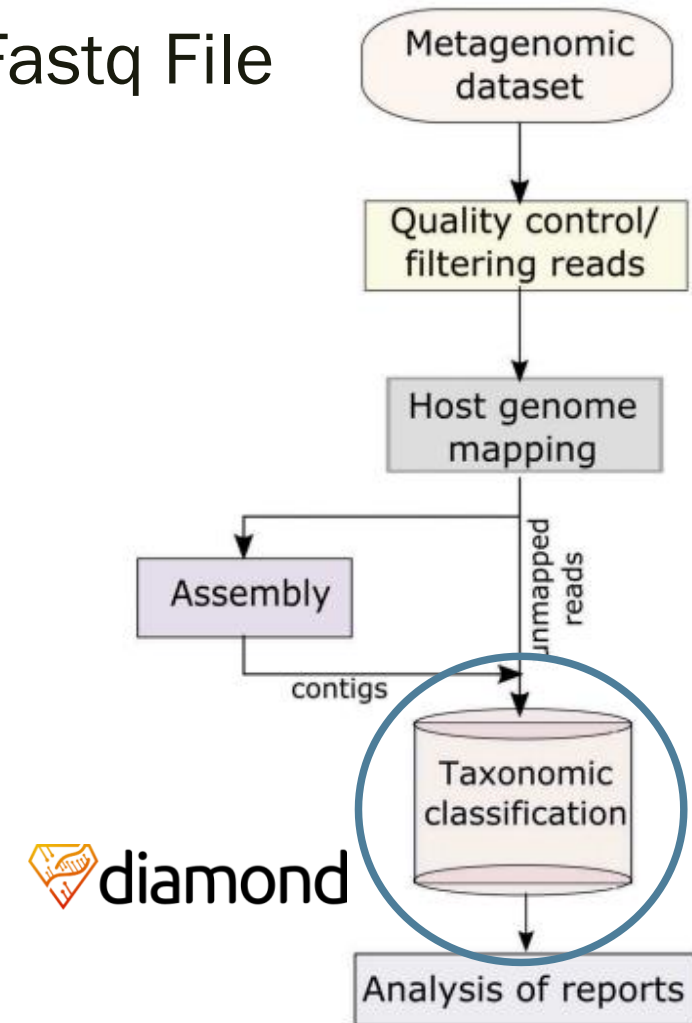 Fastq File
Metagenomic
dataset
Quality control/
filtering reads
Host genome
mapping
Assembly
unmapped
reads
contigs
Taxonomic
classification
diamond
Analysis of reports